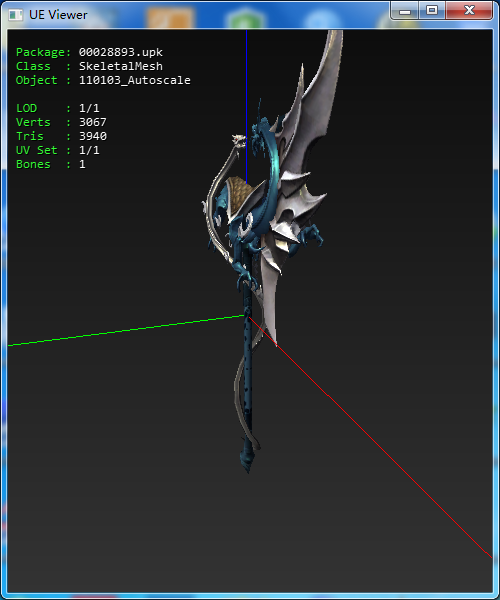 UE Viewer
Package: 00028893.upk
Class : SkeletalMesh
Object : 110103_Autoscale
LOD : 1/1
Verts : 3067
Tris : 3940
UV Set : 1/1
Bones : 1